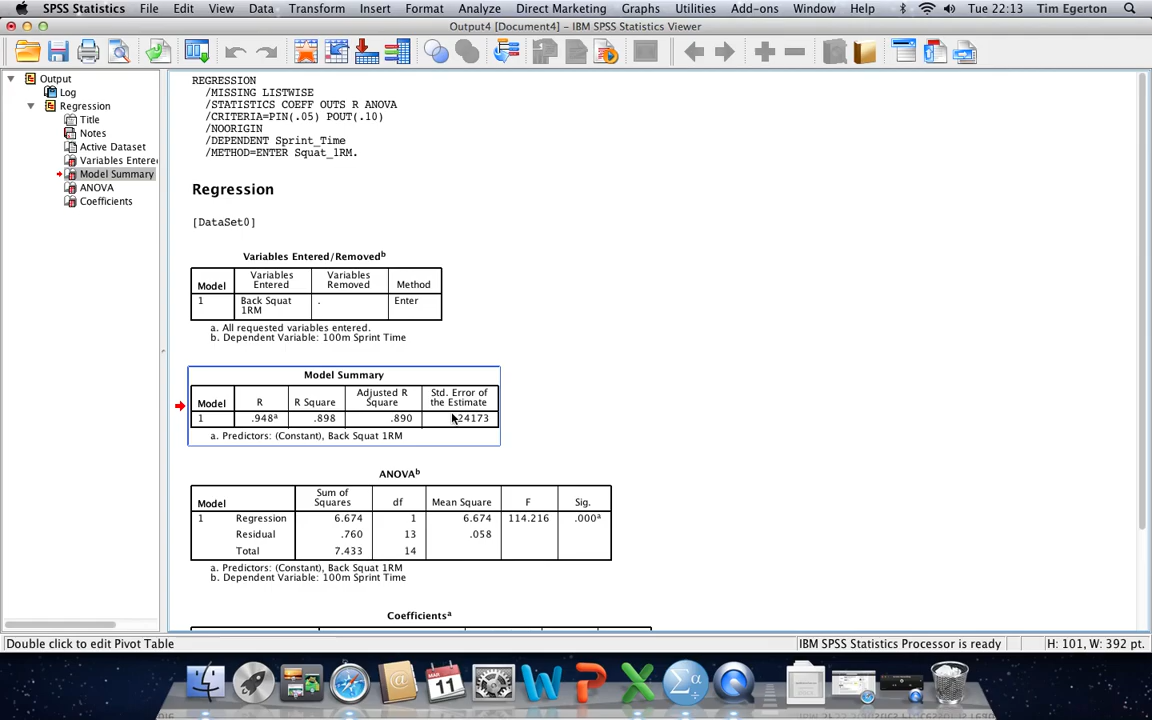 SPSS Statistics File Edit View Data Transform Insert Format Analyze Direct Marketing Graphs Utilities Add-ons Window Help Tue 22:13 Tim Egerton
Output4 [Document4] - IBM SPSS Statistics Viewer
Output
Log
Regression
Title
Notes
Active Dataset
Variables Entere
Model Summary
ANOVA
Coefficients
REGRESSION
/MISSING LISTWISE
/STATISTICS COEFF OUTS R ANOVA
/CRITERIA=PIN(.05) POUT(.10)
/NOORIGIN
/DEPENDENT Sprint_Time
/METHOD=ENTER Squat_1RM.
Regression
[DataSet0]
Variables Entered/Removedb
Model Variables Entered Variables Removed Method
1 Back Squat 1RM . Enter
a. All requested variables entered.
b. Dependent Variable: 100m Sprint Time
Model Summary
Model R R Square Adjusted R Square Std. Error of the Estimate
1 .948a .898 .890 24173
a. Predictors: (Constant), Back Squat 1RM
ANOVAb
Model Sum of Squares df Mean Square F Sig.
1 Regression 6.674 1 6.674 114.216 .000a
Residual .760 13 .058
Total 7.433 14
a. Predictors: (Constant), Back Squat 1RM
b. Dependent Variable: 100m Sprint Time
Coefficientsa
Double click to edit Pivot Table IBM SPSS Statistics Processor is ready H: 101, W: 392 pt.
MAR
11